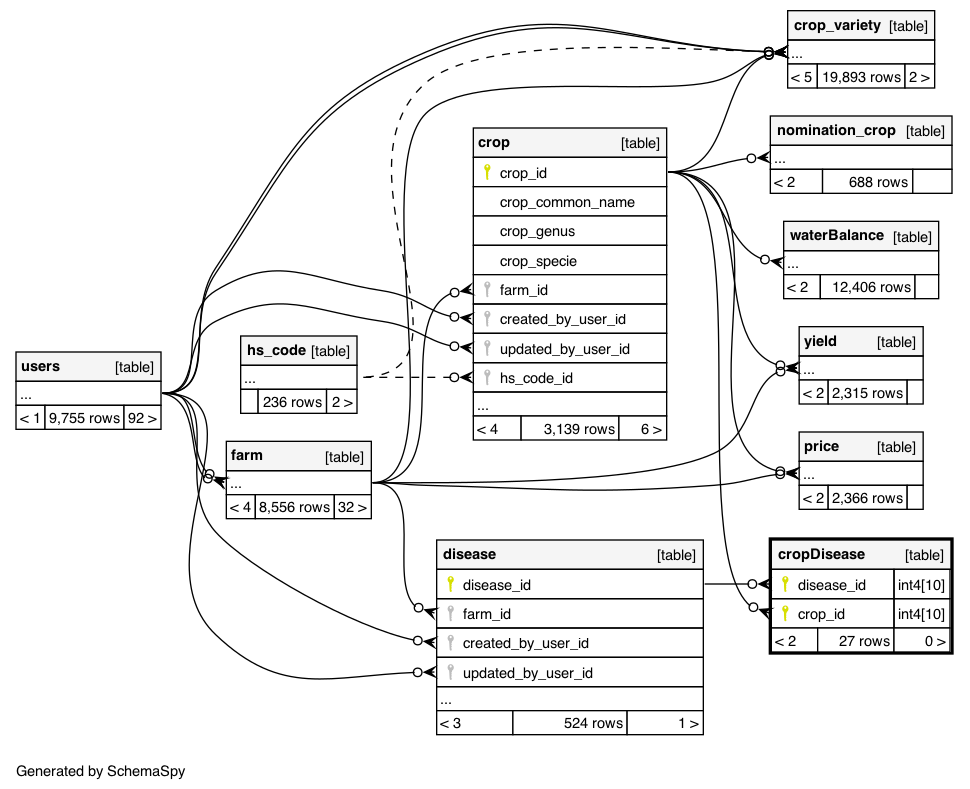 crop_variety [table]
...
< 5 19,893 rows 2 >
nomination_crop [table]
...
< 2 688 rows
crop [table]
crop_id
crop_common_name
crop_genus
crop_specie
farm_id
created_by_user_id
updated_by_user_id
hs_code_id
...
< 4 3,139 rows 6 >
waterBalance [table]
...
< 2 12,406 rows
users [table]
...
< 1 9,755 rows 92 >
hs_code [table]
...
236 rows 2 >
yield [table]
...
< 2 2,315 rows
farm [table]
...
< 4 8,556 rows 32 >
price [table]
...
< 2 2,366 rows
disease [table]
disease_id
farm_id
created_by_user_id
updated_by_user_id
...
< 3 524 rows 1 >
cropDisease [table]
disease_id int4[10]
crop_id int4[10]
< 2 27 rows 0 >
Generated by SchemaSpy